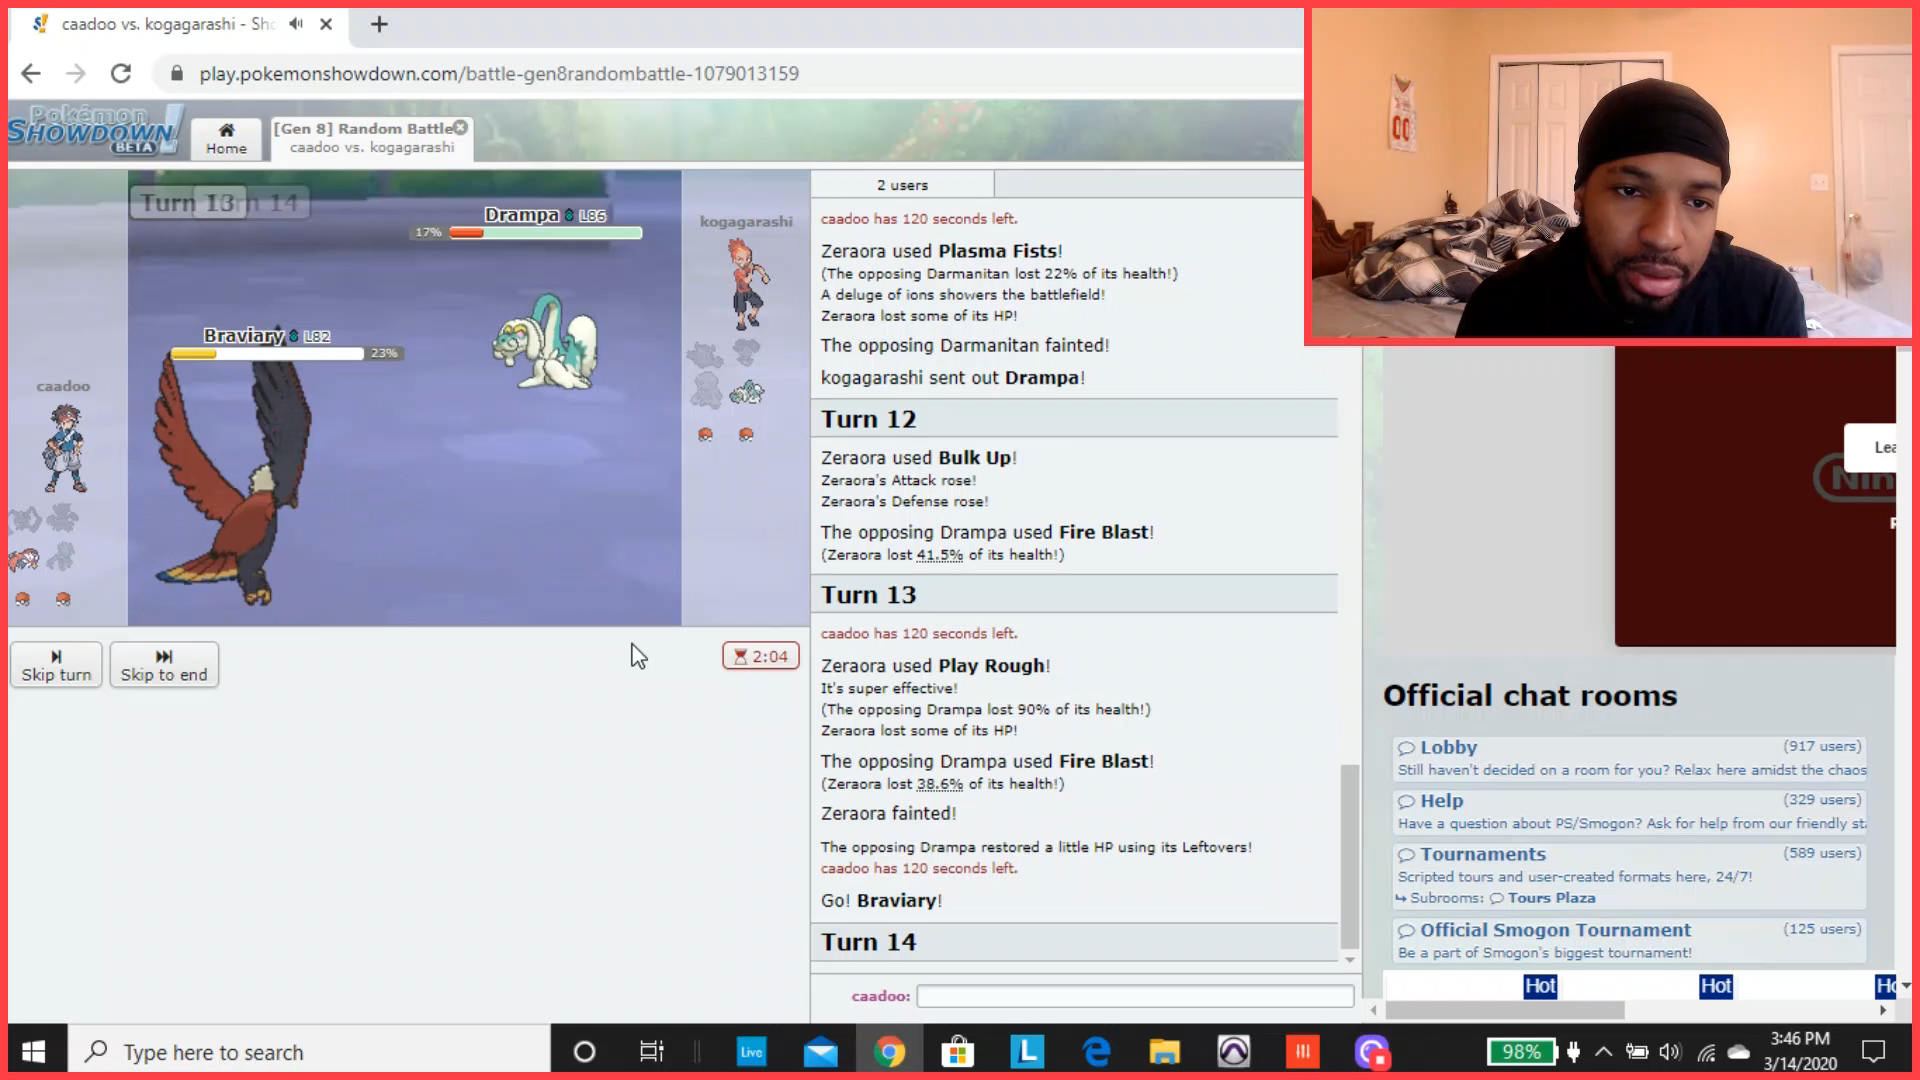 caadoo vs. kogagarashi - Sho
play.pokemonshowdown.com/battle-gen8randombattle-1079013159
Pokémon
SHOWDOWN!
BETA
Home
[Gen 8] Random Battle
caadoo vs. kogagarashi
Turn 13
Turn 14
Drampa L86
17%
Braviary L82
23%
kogagarashi
caadoo
Skip turn
Skip to end
2:04
2 users
caadoo has 120 seconds left.
Zeraora used Plasma Fists!
(The opposing Darmanitan lost 22% of its health!)
A deluge of ions showers the battlefield!
Zeraora lost some of its HP!
The opposing Darmanitan fainted!
kogagarashi sent out Drampa!
Turn 12
Zeraora used Bulk Up!
Zeraora's Attack rose!
Zeraora's Defense rose!
The opposing Drampa used Fire Blast!
(Zeraora lost 41.5% of its health!)
Turn 13
caadoo has 120 seconds left.
Zeraora used Play Rough!
It's super effective!
(The opposing Drampa lost 90% of its health!)
Zeraora lost some of its HP!
The opposing Drampa used Fire Blast!
(Zeraora lost 38.6% of its health!)
Zeraora fainted!
The opposing Drampa restored a little HP using its Leftovers!
caadoo has 120 seconds left.
Go! Braviary!
Turn 14
caadoo:
00
Lea
Nin
Official chat rooms
Lobby (917 users)
Still haven't decided on a room for you? Relax here amidst the chaos
Help (329 users)
Have a question about PS/Smogon? Ask for help from our friendly st
Tournaments (589 users)
Scripted tours and user-created formats here, 24/7!
Subrooms: Tours Plaza
Official Smogon Tournament (125 users)
Be a part of Smogon's biggest tournament!
Hot
Hot
Type here to search
Live
L
98%
3:46 PM
3/14/2020